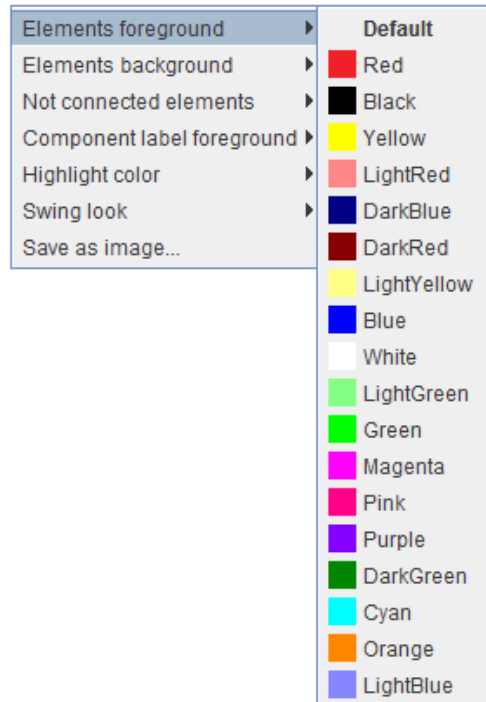 Elements foreground
Elements background
Not connected elements
Component label foreground
Highlight color
Swing look
Save as image...
Default
Red
Black
Yellow
LightRed
DarkBlue
DarkRed
LightYellow
Blue
White
LightGreen
Green
Magenta
Pink
Purple
DarkGreen
Cyan
Orange
LightBlue